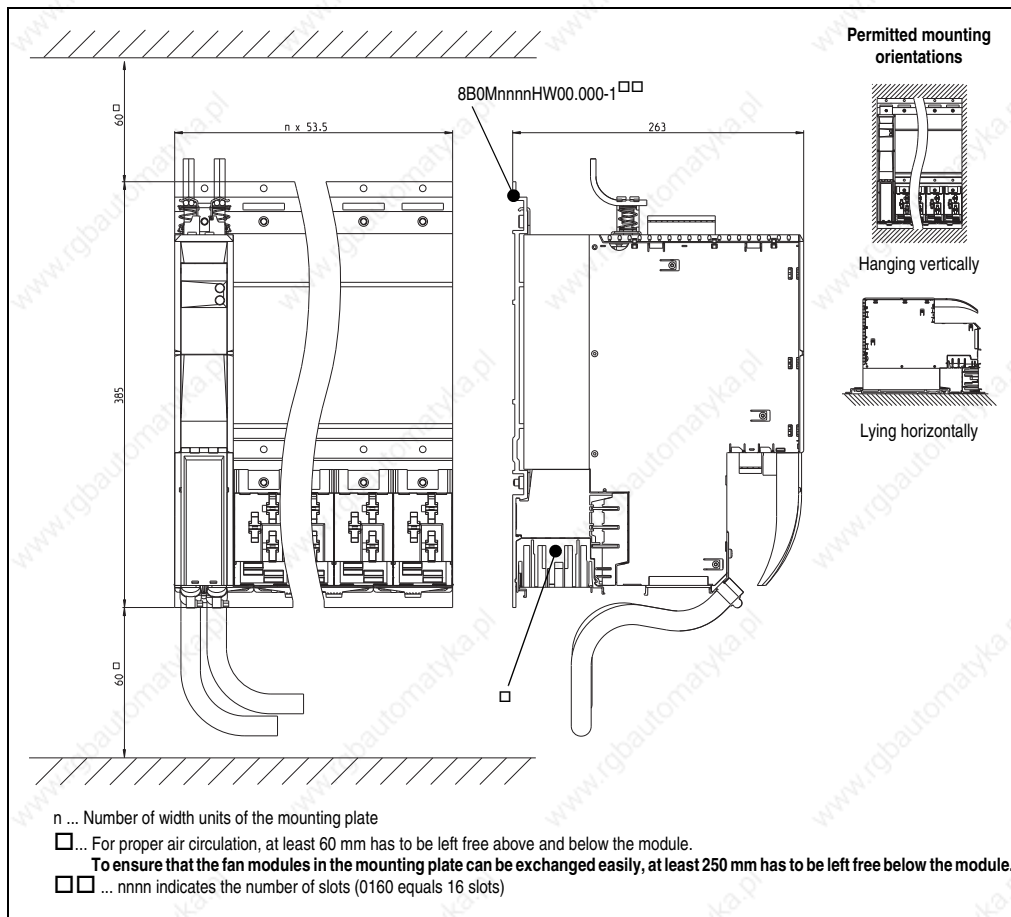 Permitted mounting
orientations
8B0MnnnnHW00.000-1□□
60 □
n x 53.5
263
385
60 □
□
Hanging vertically
Lying horizontally
n ... Number of width units of the mounting plate
□... For proper air circulation, at least 60 mm has to be left free above and below the module.
To ensure that the fan modules in the mounting plate can be exchanged easily, at least 250 mm has to be left free below the module.
□□ ... nnnn indicates the number of slots (0160 equals 16 slots)
www.rgbautomatyka.pl